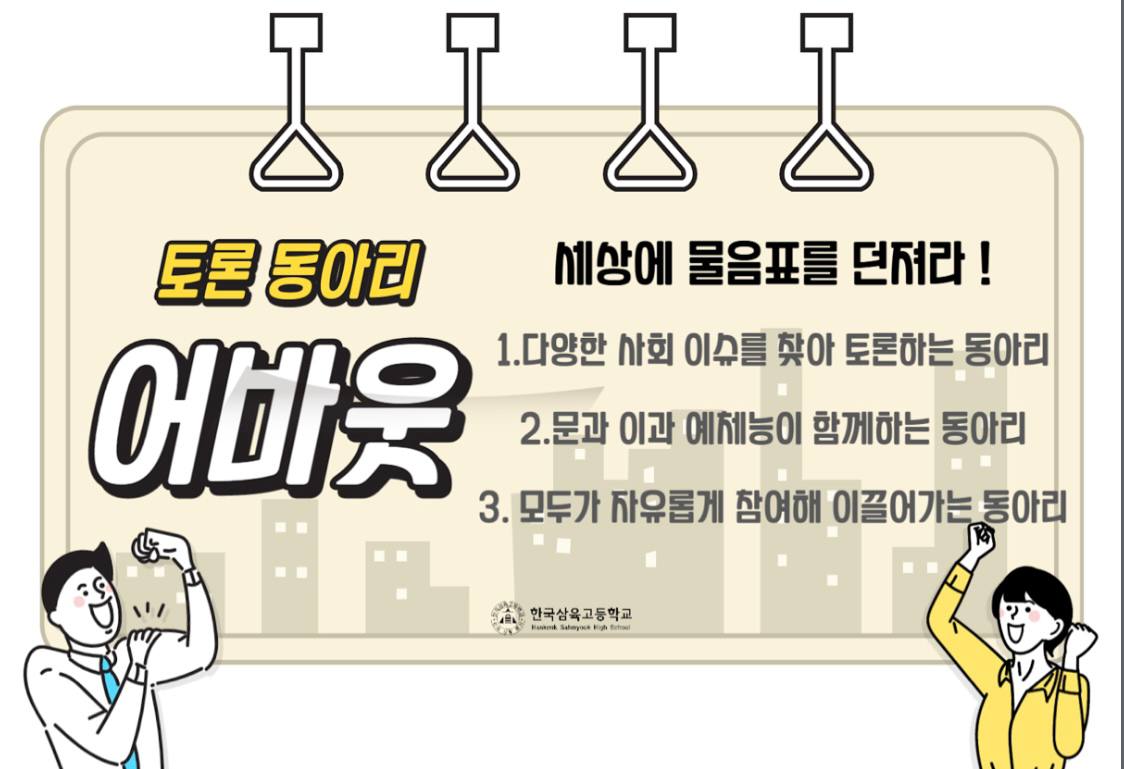 토론 동아리
어바웃
세상에 물음표를 던져라 !
1.다양한 사회 이슈를 찾아 토론하는 동아리
2.문과 이과 예체능이 함께하는 동아리
3. 모두가 자유롭게 참여해 이끌어가는 동아리
한국삼육고등학교
Hankook Sahmyook High School